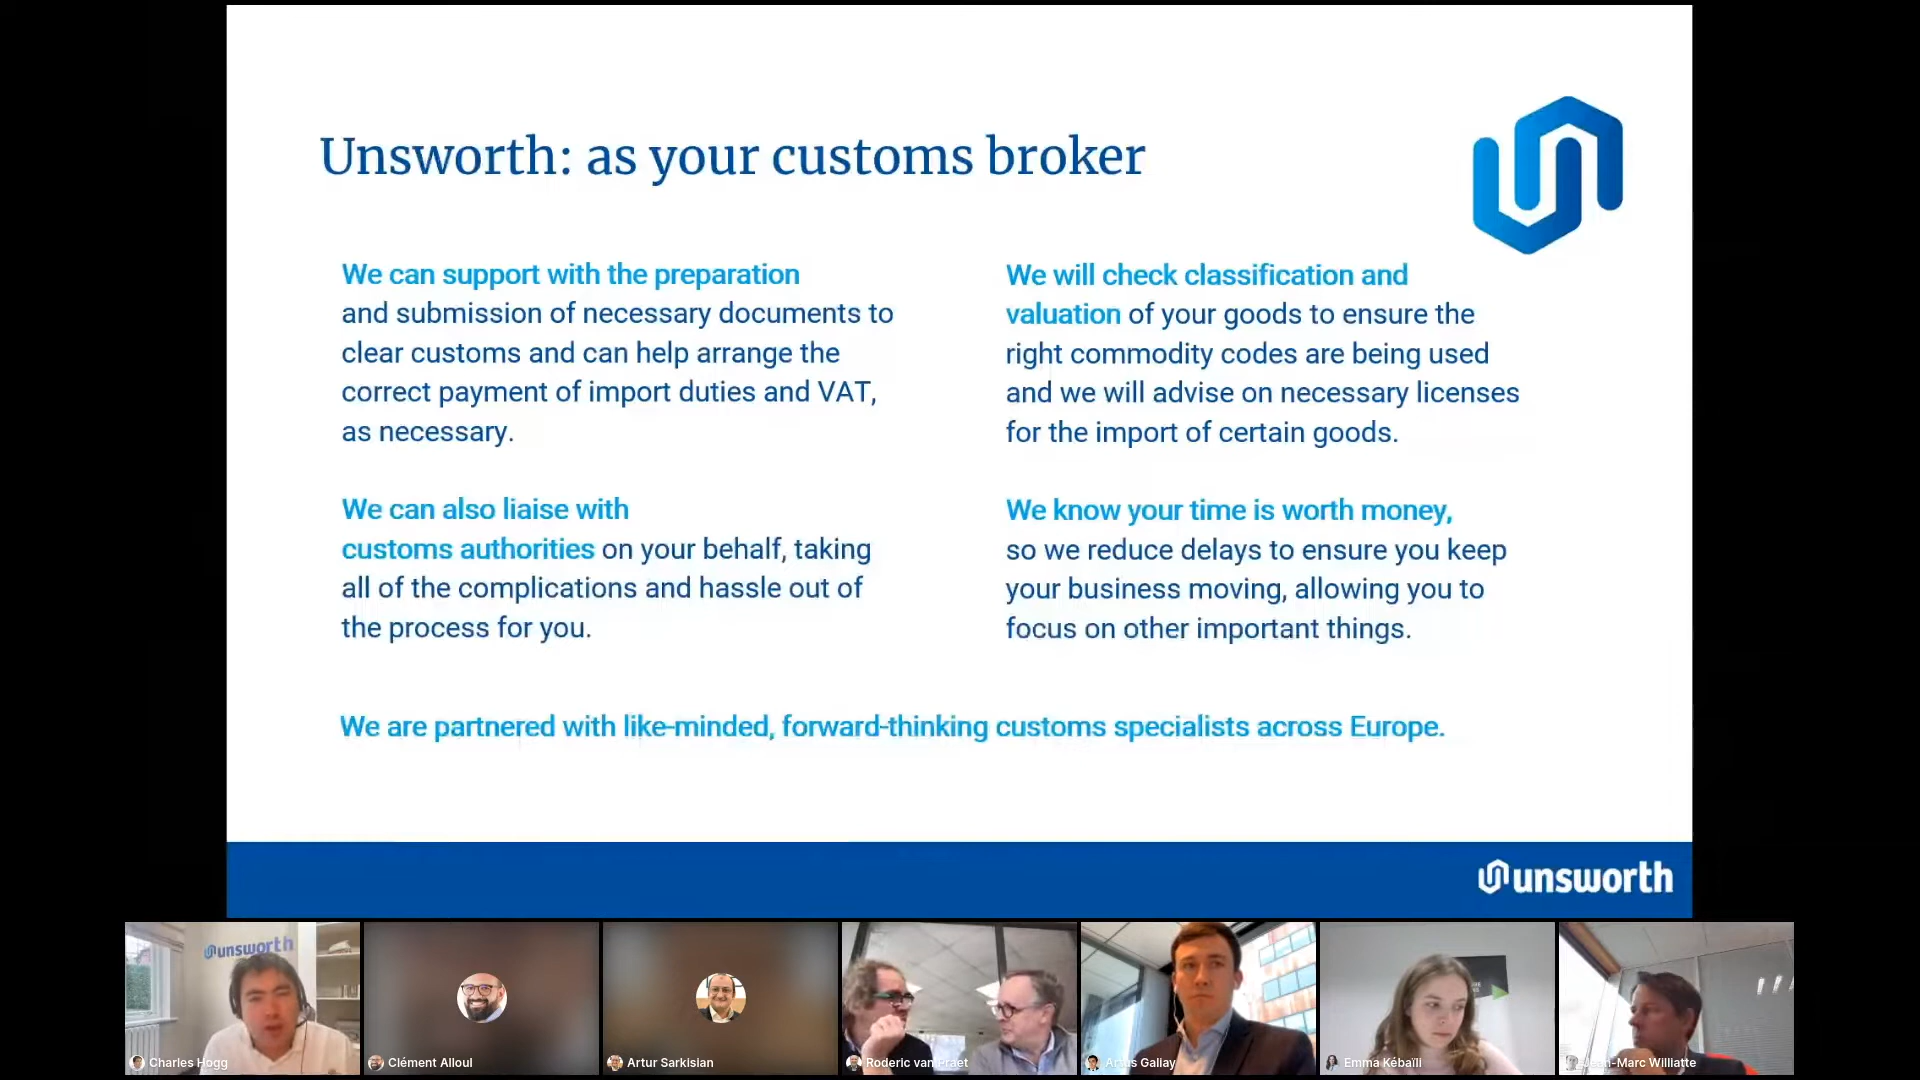 Unsworth: as your customs broker
We can support with the preparation
and submission of necessary documents to
clear customs and can help arrange the
correct payment of import duties and VAT,
as necessary.
We will check classification and
valuation of your goods to ensure the
right commodity codes are being used
and we will advise on necessary licenses
for the import of certain goods.
We can also liaise with
customs authorities on your behalf, taking
all of the complications and hassle out of
the process for you.
We know your time is worth money,
so we reduce delays to ensure you keep
your business moving, allowing you to
focus on other important things.
We are partnered with like-minded, forward-thinking customs specialists across Europe.
unsworth
unsworth
Charles Hogg
Clément Alloul
Artur Sarkisian
Roderic van Praet
Gallay
Emma Kébaïli
Jean-Marc Williatte